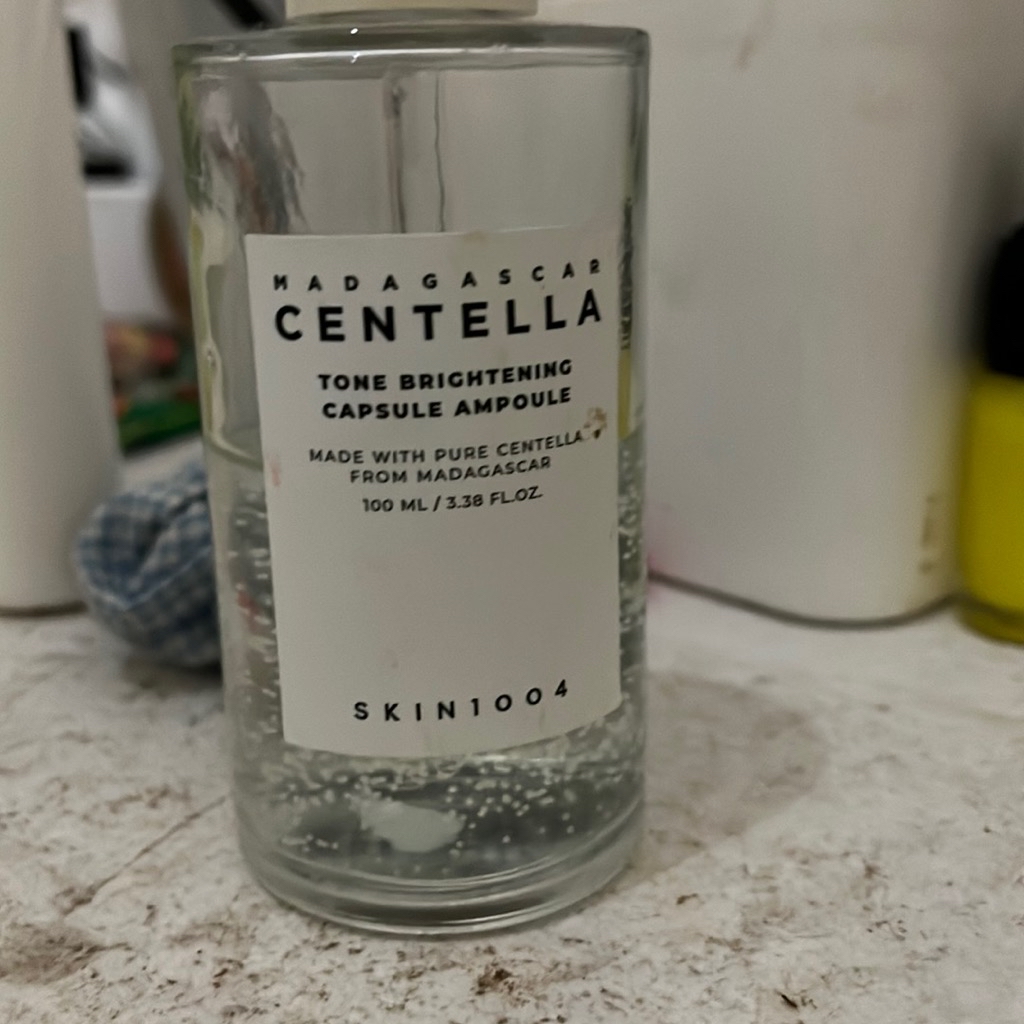 MADAGASCAR
CENTELLA
TONE BRIGHTENING
CAPSULE AMPOULE
MADE WITH PURE CENTELLA
FROM MADAGASCAR
100 ML / 3.38 FL.OZ.
SKIN1004